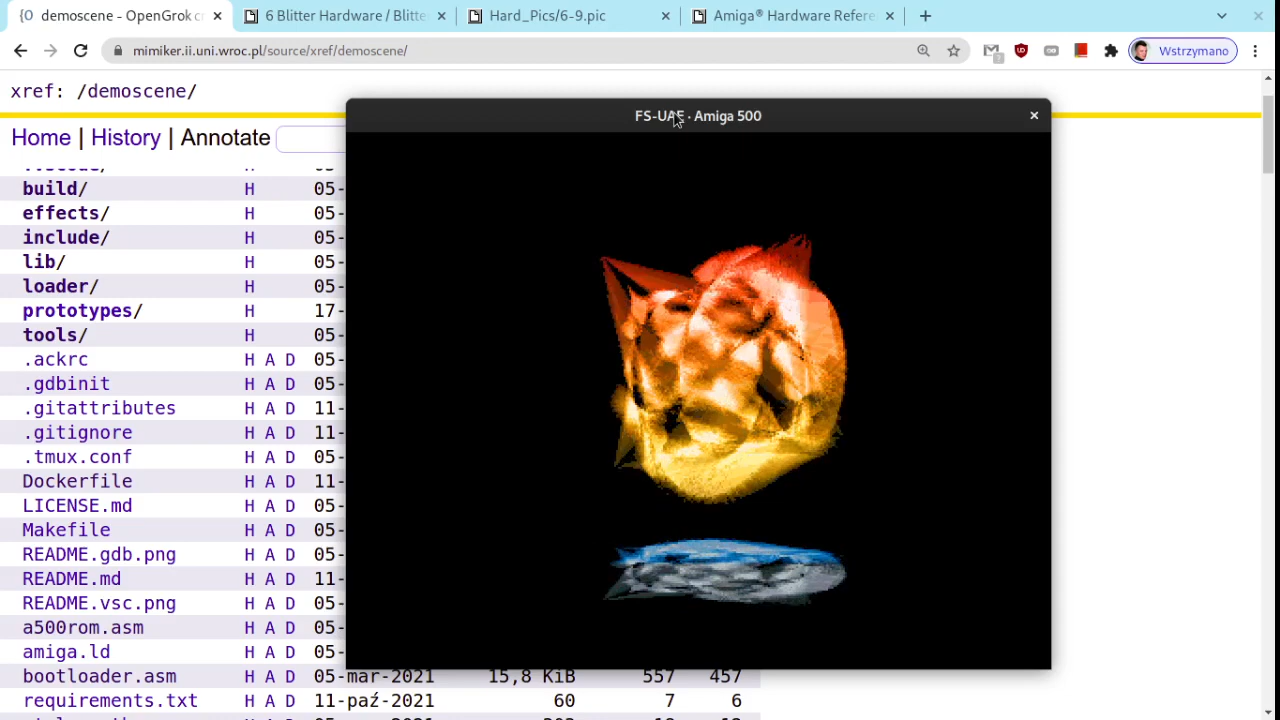 {O demoscene - OpenGrok c
6 Blitter Hardware / Blitte
Hard_Pics/6-9.pic
Amiga® Hardware Refere
mimiker.ii.uni.wroc.pl/source/xref/demoscene/
Wstrzymano
xref: /demoscene/
Home | History | Annotate
build/ H 05-
effects/ H 05-
include/ H 05-
lib/ H 05-
loader/ H 05-
prototypes/ H 17-
tools/ H 05-
.ackrc H A D 05-
.gdbinit H A D 05-
.gitattributes H A D 11-
.gitignore H A D 11-
.tmux.conf H A D 05-
Dockerfile H A D 11-
LICENSE.md H A D 05-
Makefile H A D 05-
README.gdb.png H A D 05-
README.md H A D 11-
README.vsc.png H A D 05-
a500rom.asm H A D 05-
amiga.ld H A D 05-
bootloader.asm H A D 05-mar-2021 15,8 KiB 557 457
requirements.txt H A D 11-paź-2021 60 7 6
FS-UAE · Amiga 500